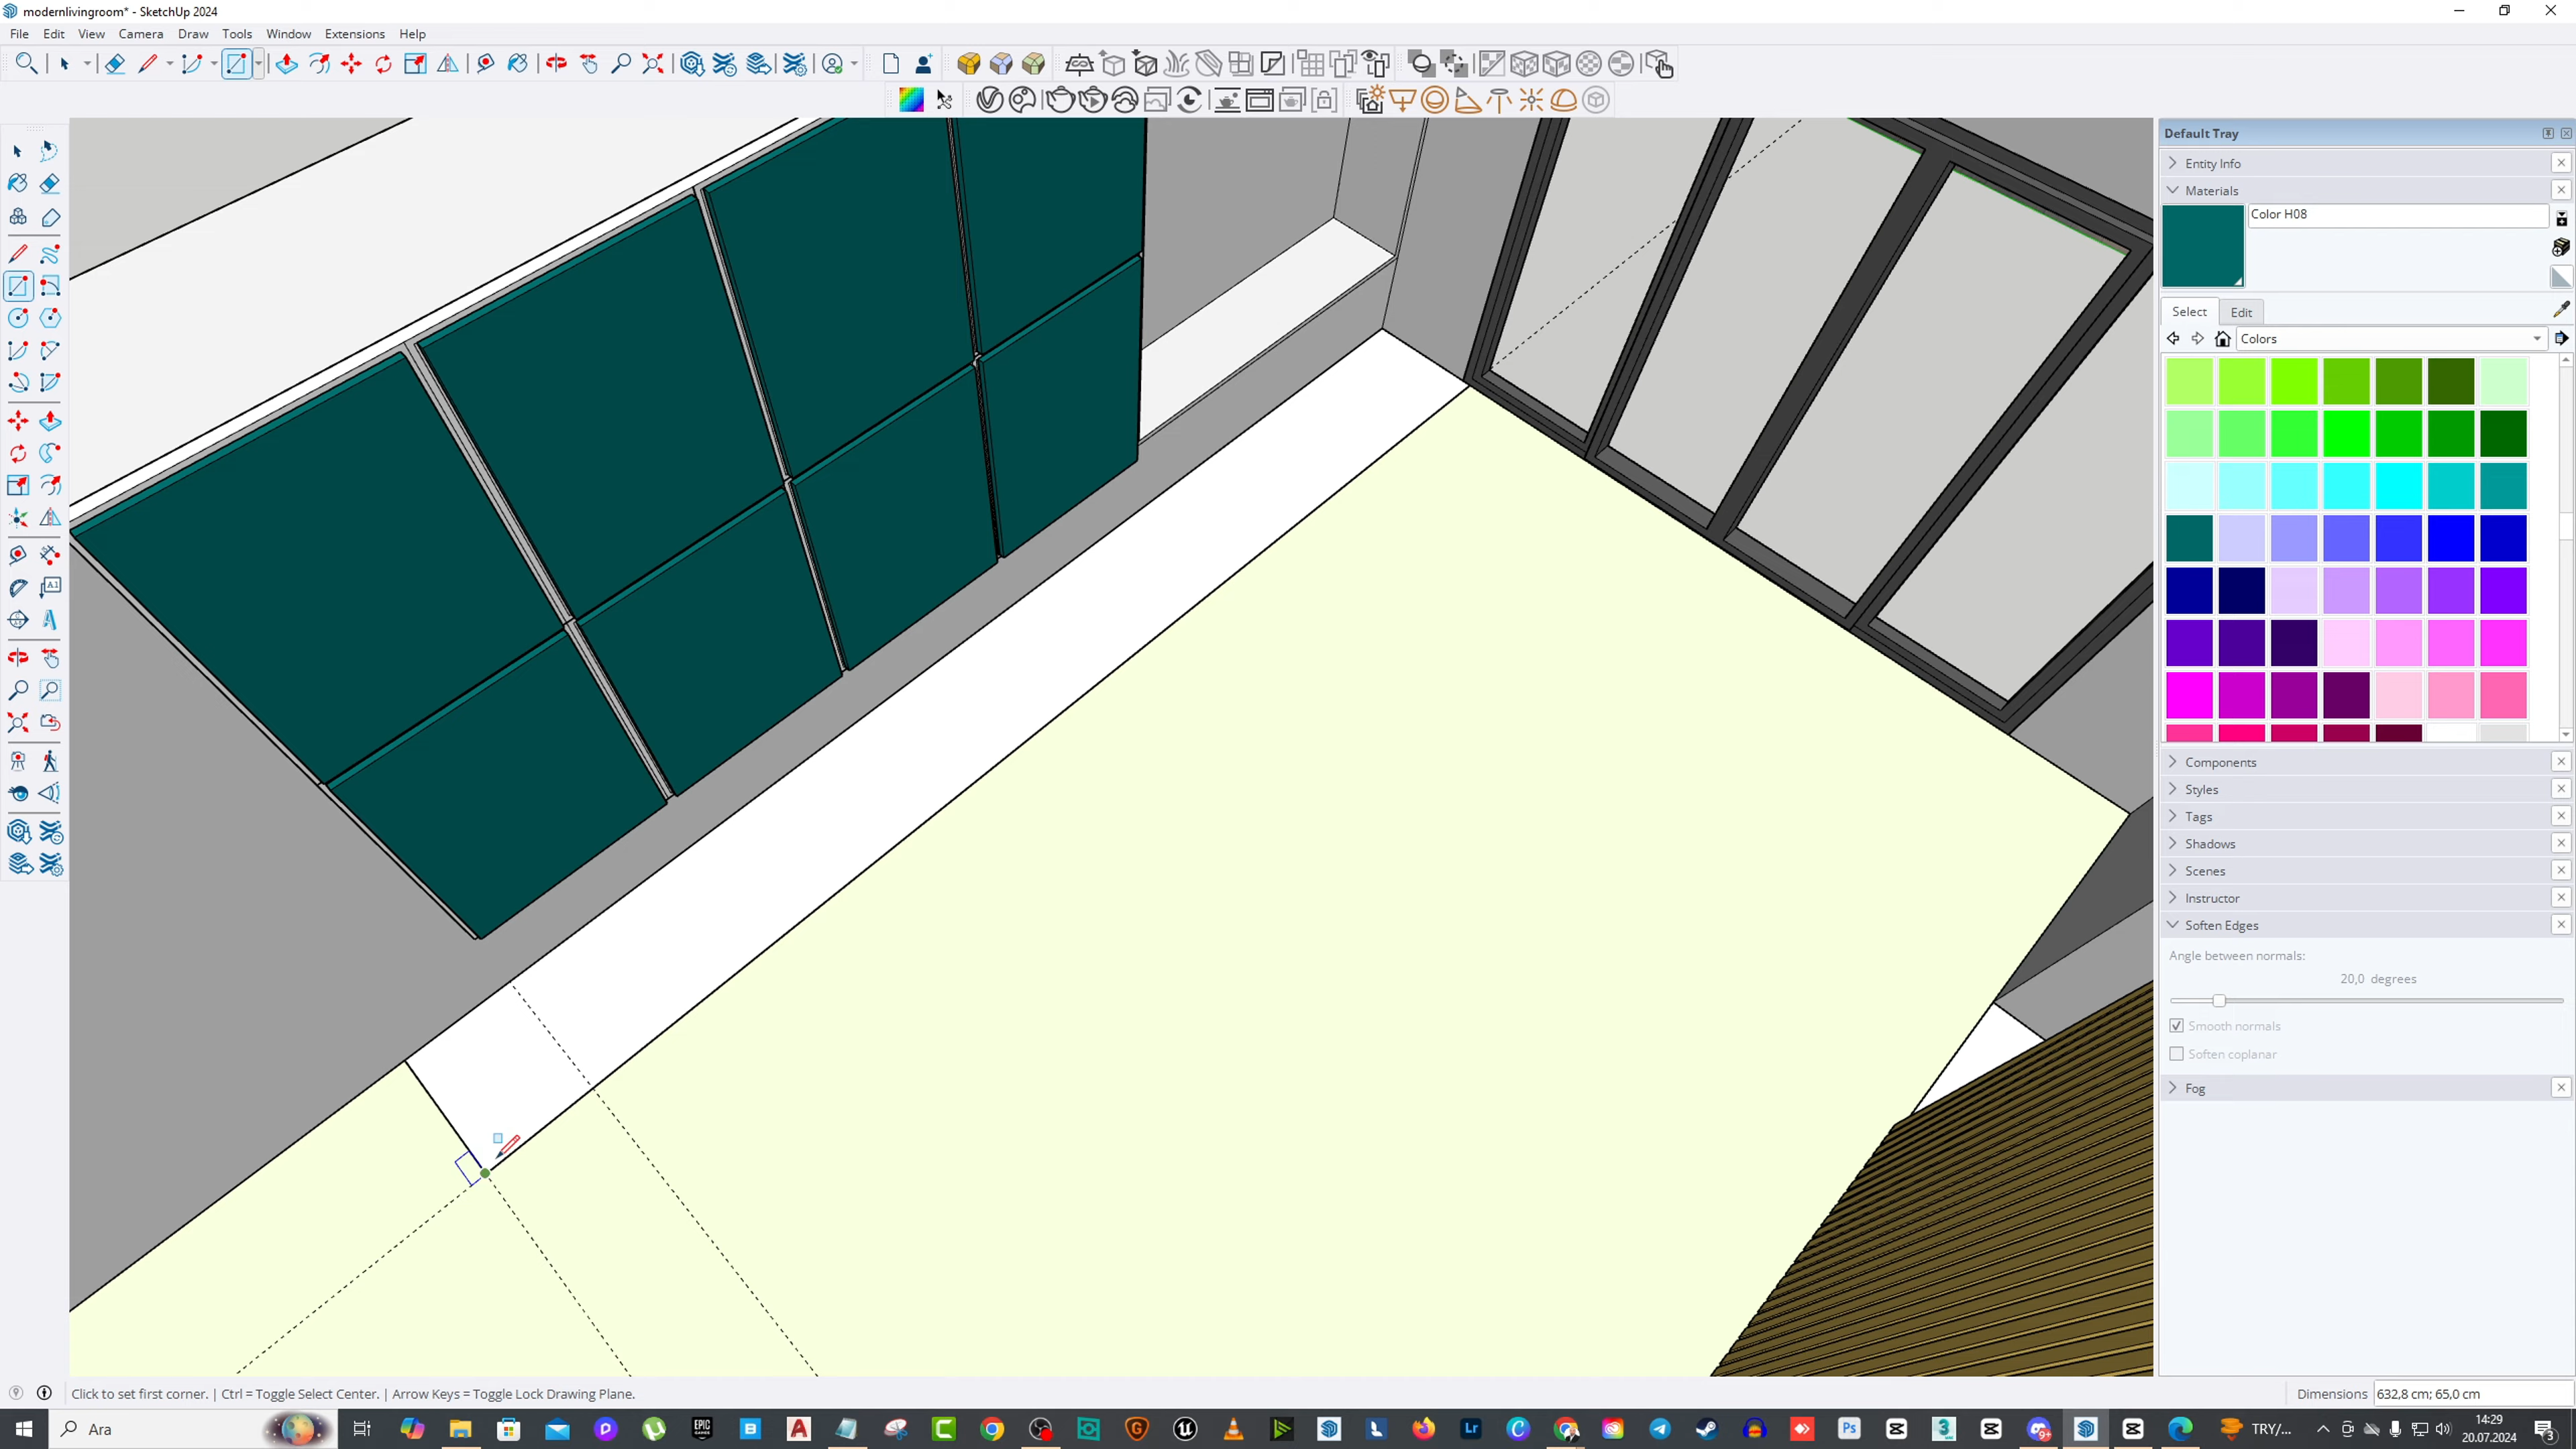 modernlivingroom* - SketchUp 2024
File Edit View Camera Draw Tools Window Extensions Help
Default Tray
Entity Info
Materials
Color H08
Select Edit
Colors
Components
Styles
Tags
Shadows
Scenes
Instructor
Soften Edges
Angle between normals:
20,0 degrees
Smooth normals
Soften coplanar
Fog
Click to set first corner. | Ctrl = Toggle Select Center. | Arrow Keys = Toggle Lock Drawing Plane.
Dimensions 632,8 cm; 65,0 cm
Ara
TRY/...
14:29
20.07.2024